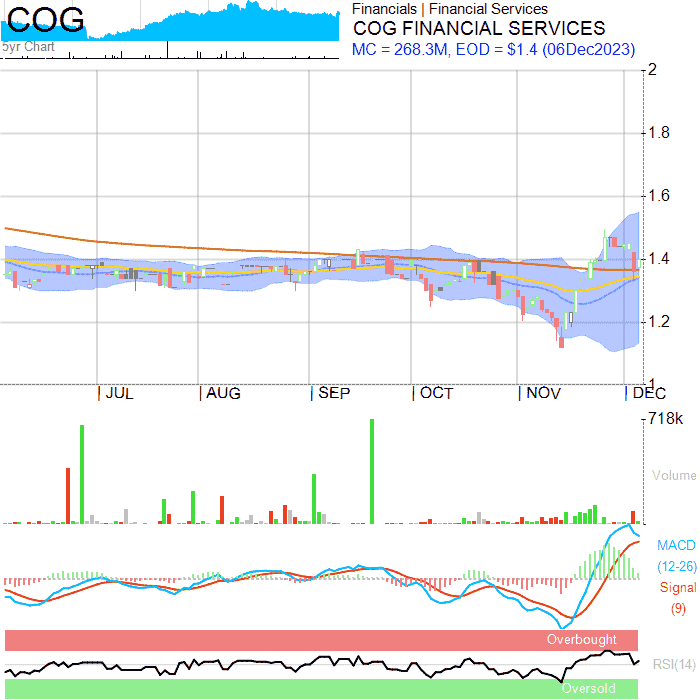 COG
5yr Chart
Financials | Financial Services
COG FINANCIAL SERVICES
MC = 268.3M, EOD = $1.4 (06Dec2023)
2
1.8
1.6
1.4
1.2
1
JUL AUG SEP OCT NOV DEC
718k
Volume
MACD
(12-26)
Signal
(9)
Overbought
RSI(14)
Oversold